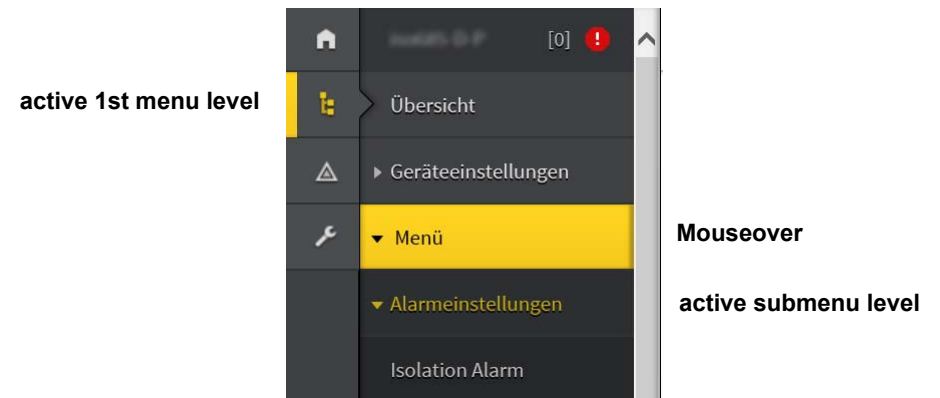 [0] !
active 1st menu level
Übersicht
Geräteeinstellungen
Menü
Mouseover
Alarmeinstellungen
active submenu level
Isolation Alarm